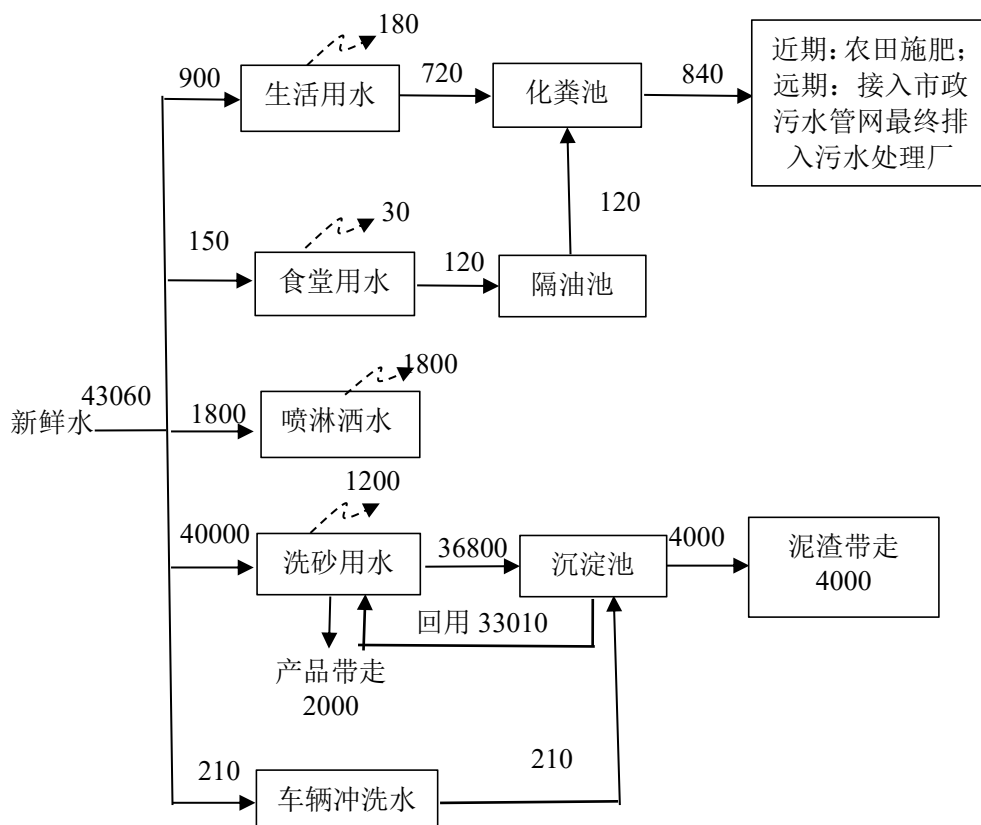 180
900
生活用水
720
化粪池
840
近期：农田施肥；
远期：接入市政
污水管网最终排
入污水处理厂
30
120
150
食堂用水
120
隔油池
1800
43060
新鲜水
1800
喷淋洒水
1200
40000
洗砂用水
36800
沉淀池
4000
泥渣带走
4000
回用 33010
产品带走
2000
210
210
车辆冲洗水